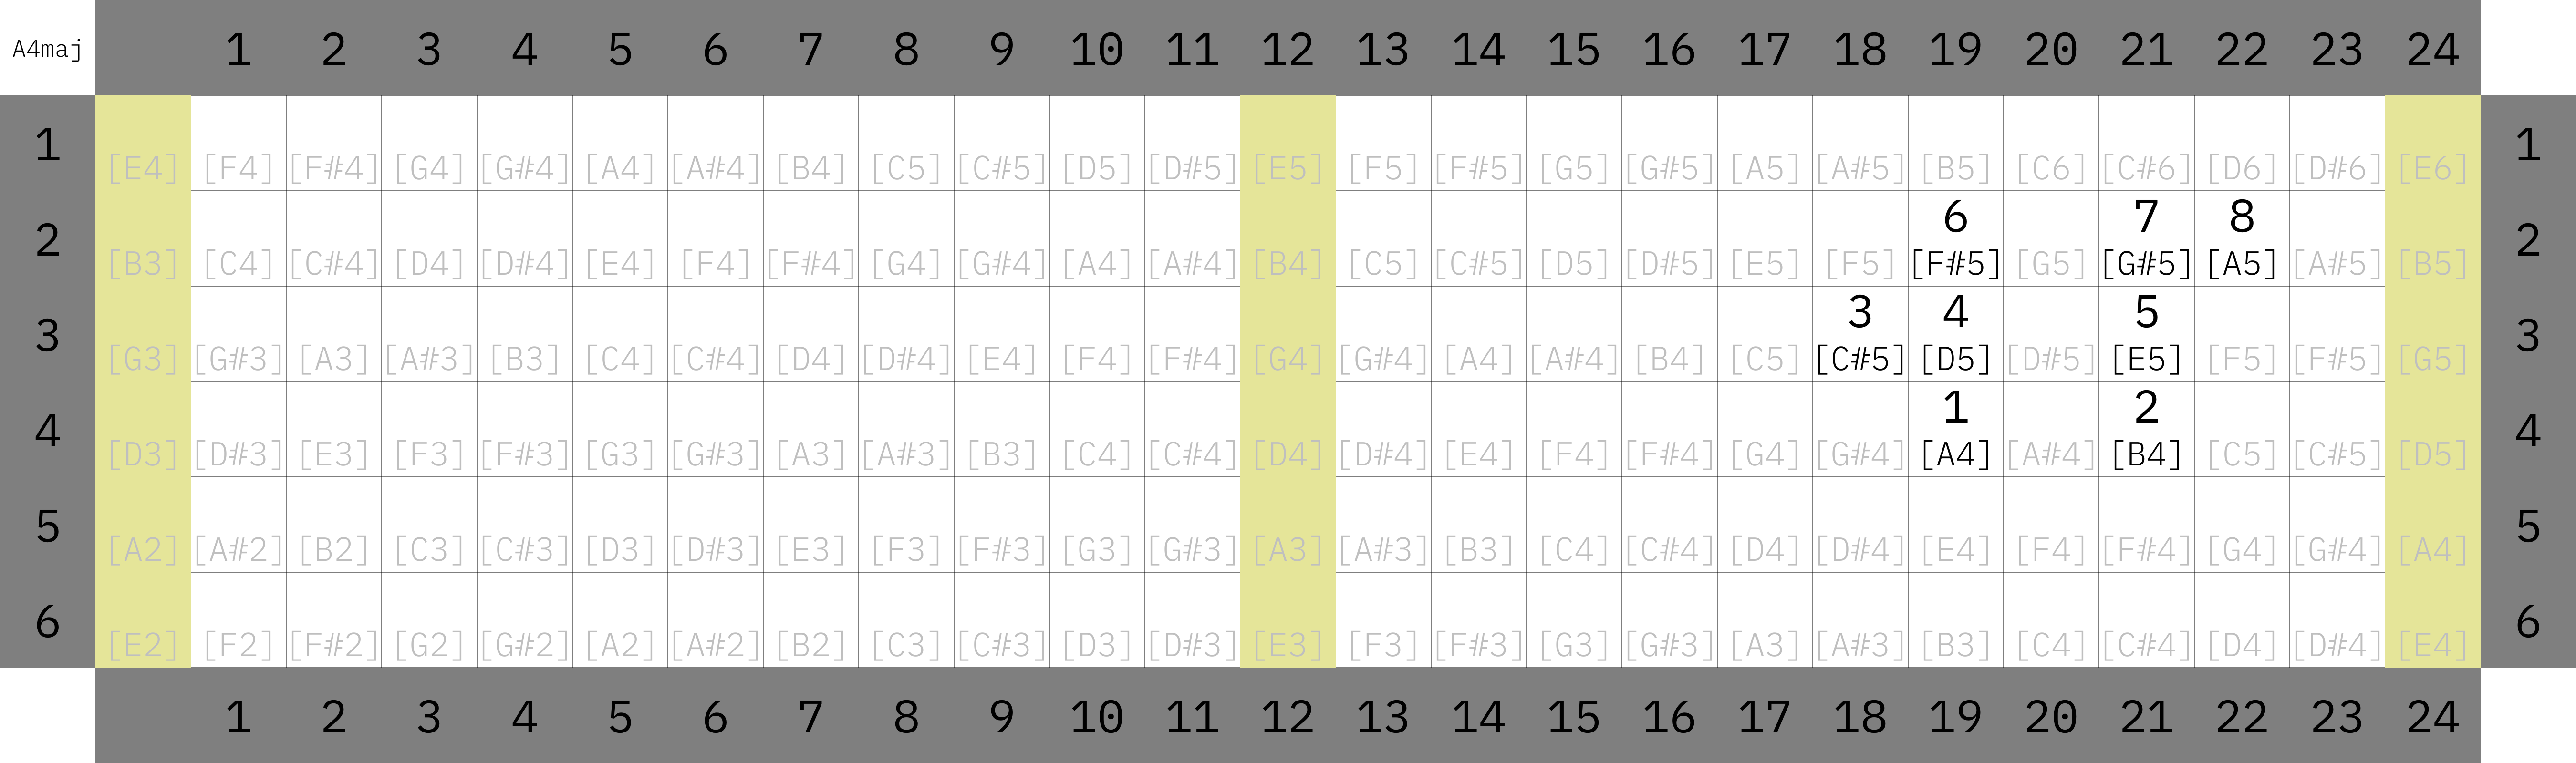 A4maj 1 2 3 4 5 6 7 8 9 10 11 12 13 14 15 16 17 18 19 20 21 22 23 24
1 [E4] [F4] [F#4] [G4] [G#4] [A4] [A#4] [B4] [C5] [C#5] [D5] [D#5] [E5] [F5] [F#5] [G5] [G#5] [A5] [A#5] [B5] [C6] [C#6] [D6] [D#6] [E6] 1
6 7 8
2 [B3] [C4] [C#4] [D4] [D#4] [E4] [F4] [F#4] [G4] [G#4] [A4] [A#4] [B4] [C5] [C#5] [D5] [D#5] [E5] [F5] [F#5] [G5] [G#5] [A5] [A#5] [B5] 2
3 4 5
3 [G3] [G#3] [A3] [A#3] [B3] [C4] [C#4] [D4] [D#4] [E4] [F4] [F#4] [G4] [G#4] [A4] [A#4] [B4] [C5] [C#5] [D5] [D#5] [E5] [F5] [F#5] [G5] 3
1 2
4 [D3] [D#3] [E3] [F3] [F#3] [G3] [G#3] [A3] [A#3] [B3] [C4] [C#4] [D4] [D#4] [E4] [F4] [F#4] [G4] [G#4] [A4] [A#4] [B4] [C5] [C#5] [D5] 4
5 [A2] [A#2] [B2] [C3] [C#3] [D3] [D#3] [E3] [F3] [F#3] [G3] [G#3] [A3] [A#3] [B3] [C4] [C#4] [D4] [D#4] [E4] [F4] [F#4] [G4] [G#4] [A4] 5
6 [E2] [F2] [F#2] [G2] [G#2] [A2] [A#2] [B2] [C3] [C#3] [D3] [D#3] [E3] [F3] [F#3] [G3] [G#3] [A3] [A#3] [B3] [C4] [C#4] [D4] [D#4] [E4] 6
1 2 3 4 5 6 7 8 9 10 11 12 13 14 15 16 17 18 19 20 21 22 23 24